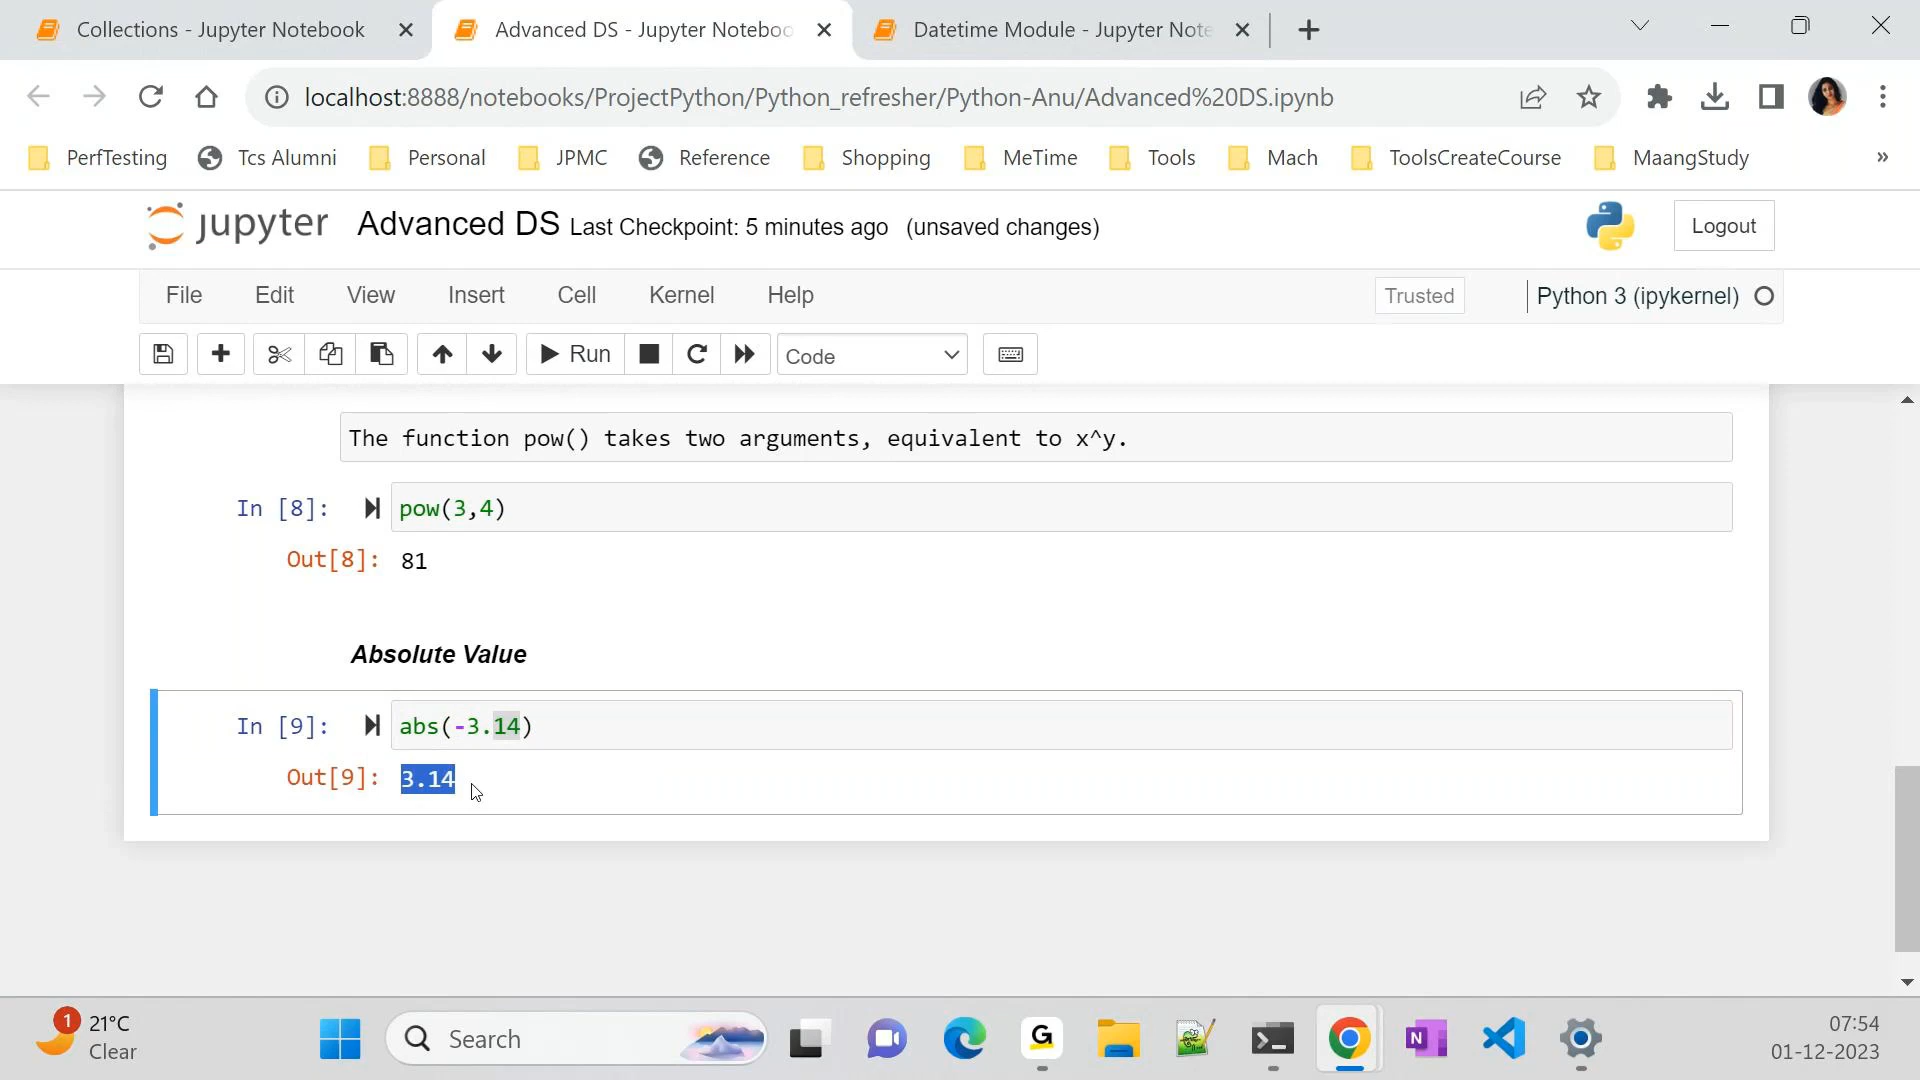 Collections - Jupyter Notebook
Advanced DS - Jupyter Noteboo
Datetime Module - Jupyter Note
localhost:8888/notebooks/ProjectPython/Python_refresher/Python-Anu/Advanced%20DS.ipynb
PerfTesting Tcs Alumni Personal JPMC Reference Shopping MeTime Tools Mach ToolsCreateCourse MaangStudy »
jupyter Advanced DS Last Checkpoint: 5 minutes ago (unsaved changes) Logout
File Edit View Insert Cell Kernel Help Trusted Python 3 (ipykernel)
Run Code
The function pow() takes two arguments, equivalent to x^y.
In [8]: pow(3,4)
Out[8]: 81
Absolute Value
In [9]: abs(-3.14)
Out[9]: 3.14
1 21°C Search G N 07:54
Clear 01-12-2023